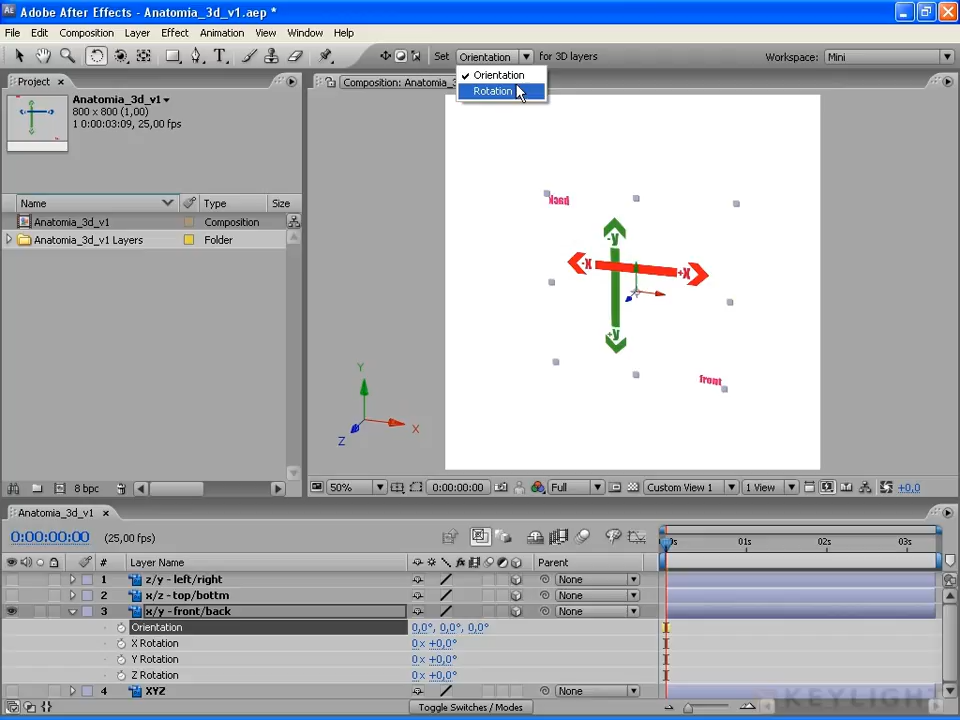 Adobe After Effects - Anatomia_3d_v1.aep *
File Edit Composition Layer Effect Animation View Window Help
Set Orientation for 3D layers Workspace: Mini
Orientation
Rotation
Project × Composition: Anatomia_3
Anatomia_3d_v1
800 x 800 (1,00)
1 0:00:03:09, 25,00 fps
Name Type Size
Anatomia_3d_v1 Composition
Anatomia_3d_v1 Layers Folder
back
-y
-x +x
+y
front
Y
X
Z
8 bpc 50% 0:00:00:00 Full Custom View 1 1 View +0,0
Anatomia_3d_v1 ×
0:00:00:00 (25,00 fps) 01s 02s 03s
# Layer Name Parent
1 z/y - left/right None
2 x/z - top/bottm None
3 x/y - front/back None
Orientation 0,0°, 0,0°, 0,0°
X Rotation 0 x +0,0°
Y Rotation 0 x +0,0°
Z Rotation 0 x +0,0°
4 XYZ None
Toggle Switches / Modes
KEYLIGHT